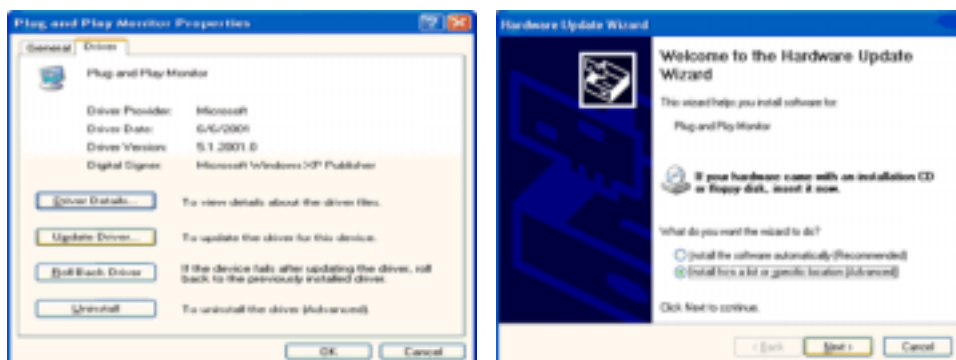 Plug and Play Monitor Properties
General
Driver
Plug and Play Monitor
Driver Provider: Microsoft
Driver Date: 6/6/2001
Driver Version: 5.1.2001.0
Digital Signer: Microsoft Windows XP Publisher
Driver Details...
To view details about the driver files.
Update Driver...
To update the driver for this device.
Roll Back Driver
If the device fails after updating the driver, roll
back to the previously installed driver.
Uninstall
To uninstall the driver (Advanced).
OK
Cancel
Hardware Update Wizard
Welcome to the Hardware Update
Wizard
This wizard helps you install software for:
Plug and Play Monitor
If your hardware came with an installation CD
or floppy disk, insert it now.
What do you want the wizard to do?
Install the software automatically (Recommended)
Install from a list or specific location (Advanced)
Click Next to continue.
< Back
Next >
Cancel